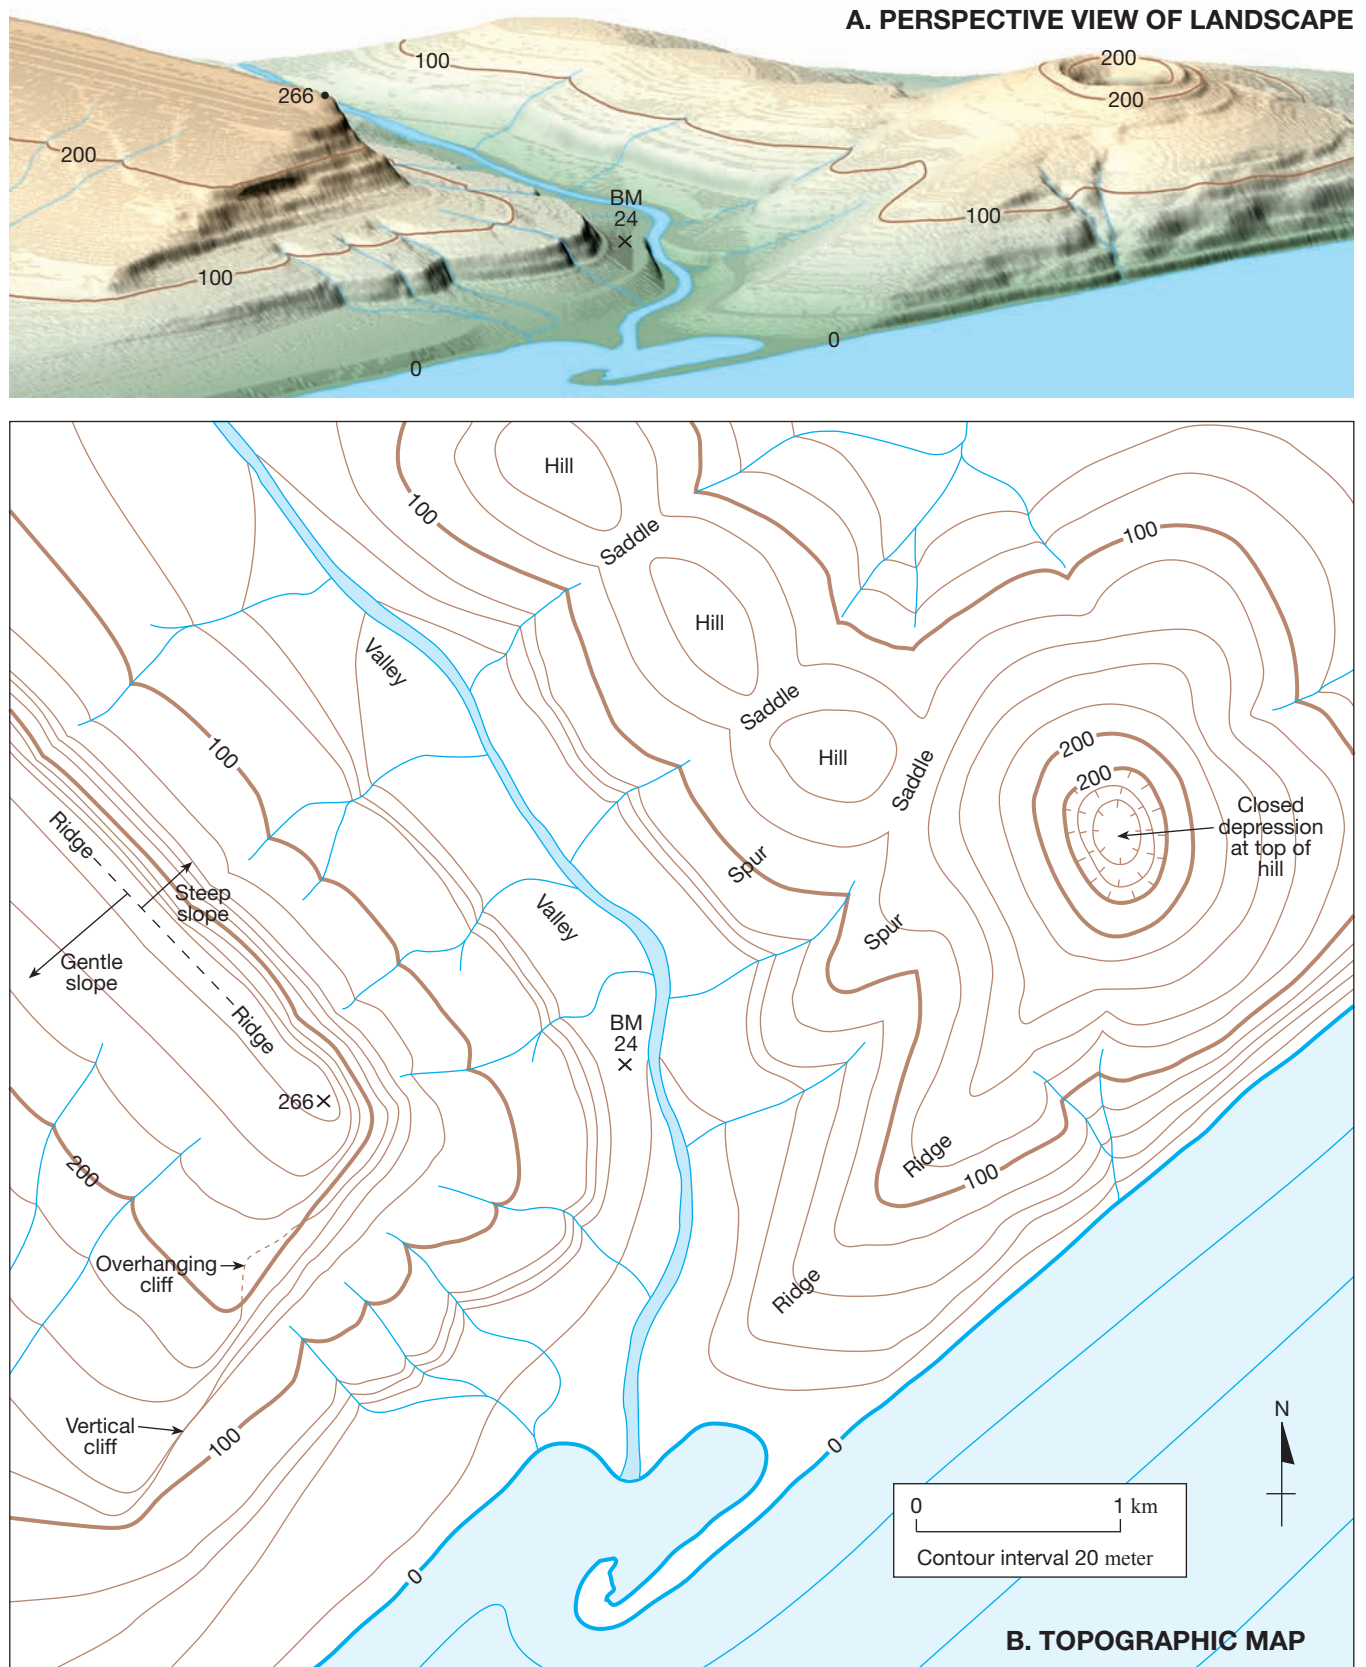 A. PERSPECTIVE VIEW OF LANDSCAPE
100
200
200
266
200
BM
24
100
100
0
0
Hill
100
Saddle
100
Hill
Valley
Saddle
100
Hill
Saddle
200
200
Closed
depression
at top of
hill
Ridge
Steep
slope
Spur
Valley
Spur
Gentle
slope
Ridge
BM
24
266
200
Ridge
100
Overhanging
cliff
Ridge
Vertical
cliff
100
N
0
0
0 1 km
Contour interval 20 meter
B. TOPOGRAPHIC MAP